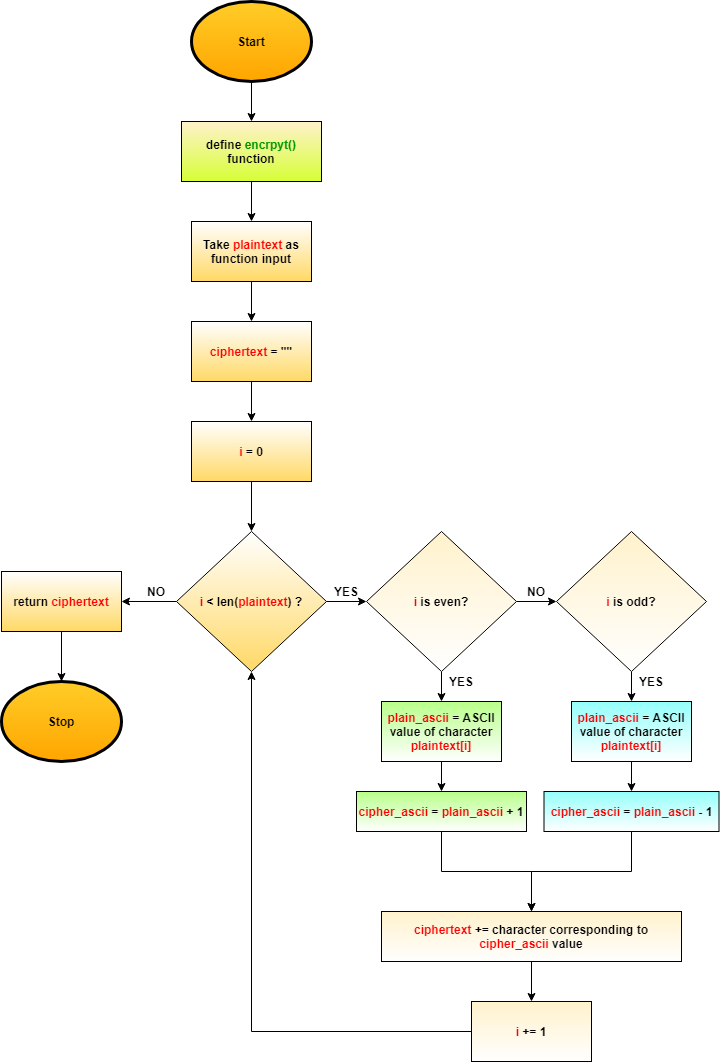 Start
define encrpyt()
function
Take plaintext as
function input
ciphertext = ""
i = 0
i < len(plaintext) ?
NO
YES
return ciphertext
Stop
i is even?
NO
i is odd?
YES
YES
plain_ascii = ASCII
value of character
plaintext[i]
plain_ascii = ASCII
value of character
plaintext[i]
cipher_ascii = plain_ascii + 1
cipher_ascii = plain_ascii - 1
ciphertext += character corresponding to
cipher_ascii value
i += 1